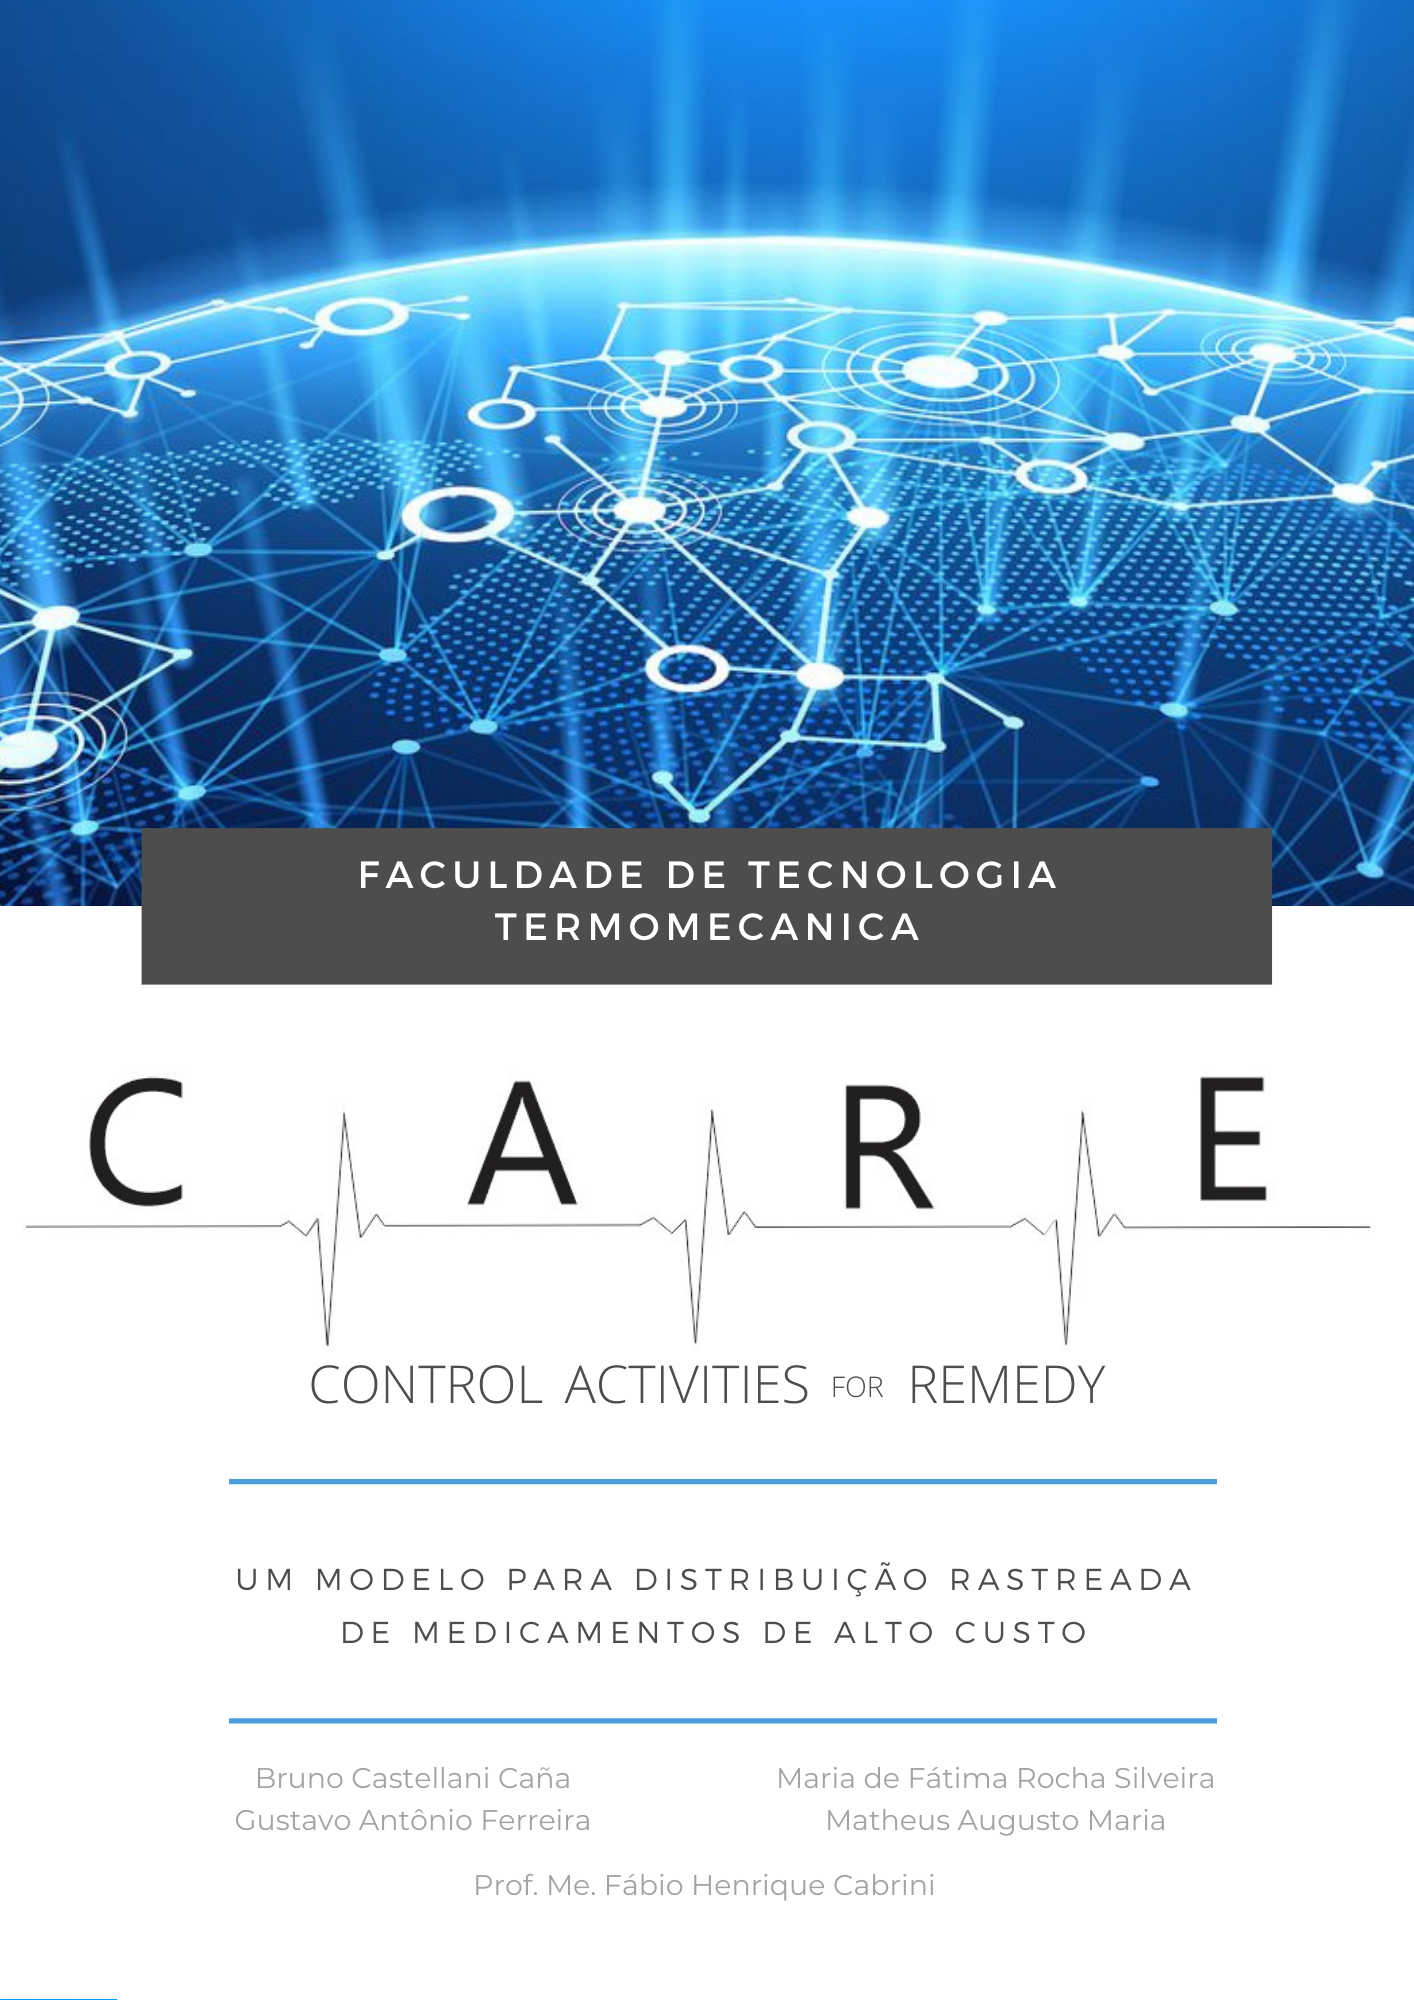 FACULDADE DE TECNOLOGIA
TERMOMECANICA
C A R E
CONTROL ACTIVITIES FOR REMEDY
UM MODELO PARA DISTRIBUIÇÃO RASTREADA
DE MEDICAMENTOS DE ALTO CUSTO
Bruno Castellani Caña
Gustavo Antônio Ferreira
Maria de Fátima Rocha Silveira
Matheus Augusto Maria
Prof. Me. Fábio Henrique Cabrini